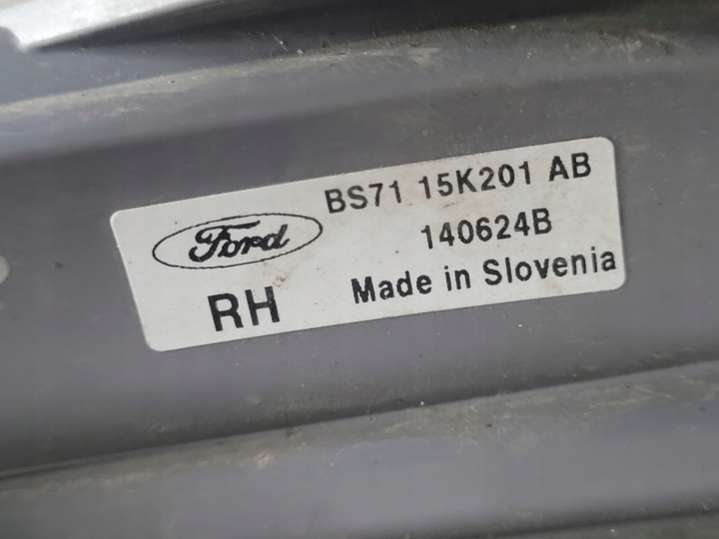 BS71 15K201 AB
Ford
140624B
RH
Made in Slovenia